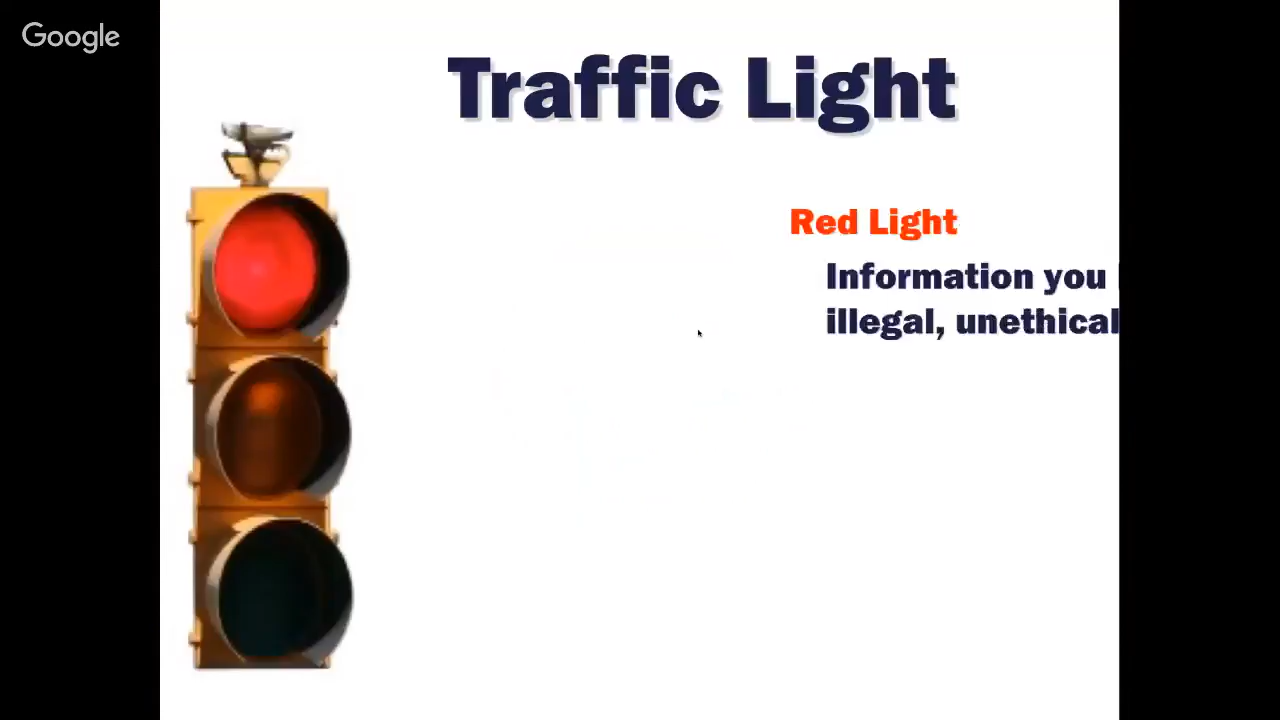 Google
Traffic Light
Red Light
Information you
illegal, unethical